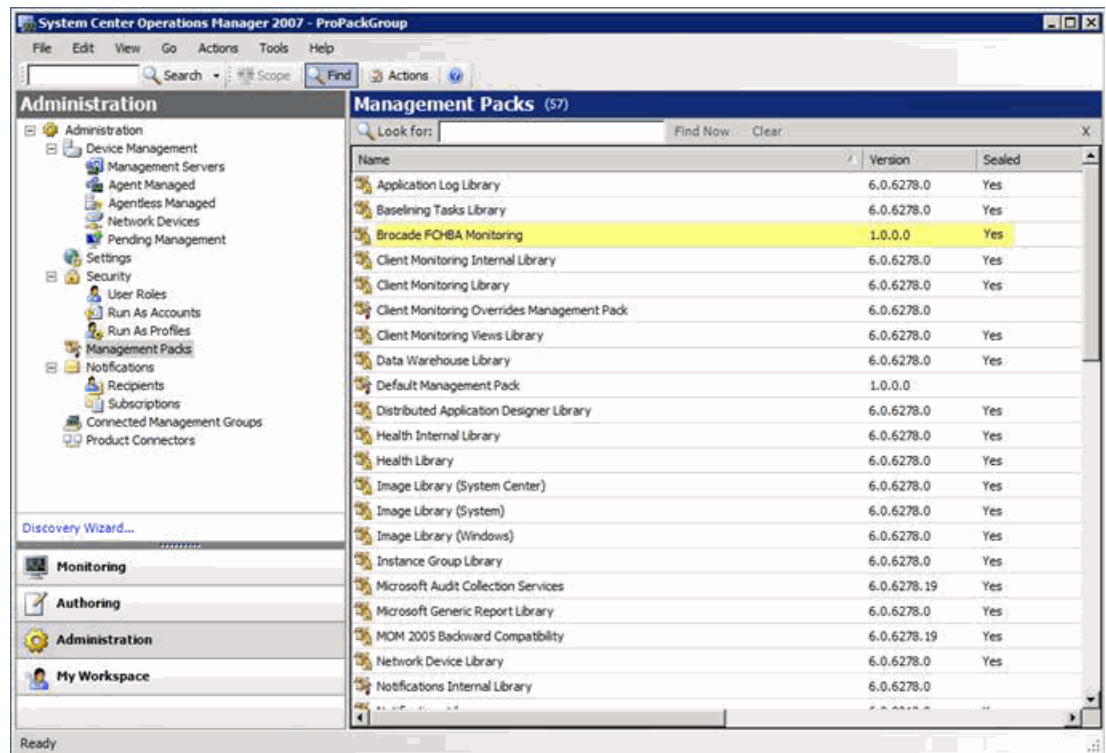 System Center Operations Manager 2007 - ProPackGroup
File Edit View Go Actions Tools Help
Search Scope Find Actions
Administration
Administration
Device Management
Management Servers
Agent Managed
Agentless Managed
Network Devices
Pending Management
Settings
Security
User Roles
Run As Accounts
Run As Profiles
Management Packs
Notifications
Recipients
Subscriptions
Connected Management Groups
Product Connectors
Discovery Wizard...
Monitoring
Authoring
Administration
My Workspace
Management Packs (57)
Look for: Find Now Clear X
Name Version Sealed
Application Log Library 6.0.6278.0 Yes
Baselining Tasks Library 6.0.6278.0 Yes
Brocade FCHBA Monitoring 1.0.0.0 Yes
Client Monitoring Internal Library 6.0.6278.0 Yes
Client Monitoring Library 6.0.6278.0 Yes
Client Monitoring Overrides Management Pack 6.0.6278.0
Client Monitoring Views Library 6.0.6278.0 Yes
Data Warehouse Library 6.0.6278.0 Yes
Default Management Pack 1.0.0.0
Distributed Application Designer Library 6.0.6278.0 Yes
Health Internal Library 6.0.6278.0 Yes
Health Library 6.0.6278.0 Yes
Image Library (System Center) 6.0.6278.0 Yes
Image Library (System) 6.0.6278.0 Yes
Image Library (Windows) 6.0.6278.0 Yes
Instance Group Library 6.0.6278.0 Yes
Microsoft Audit Collection Services 6.0.6278.19 Yes
Microsoft Generic Report Library 6.0.6278.0 Yes
MOM 2005 Backward Compatibility 6.0.6278.19 Yes
Network Device Library 6.0.6278.0 Yes
Notifications Internal Library 6.0.6278.0
Ready